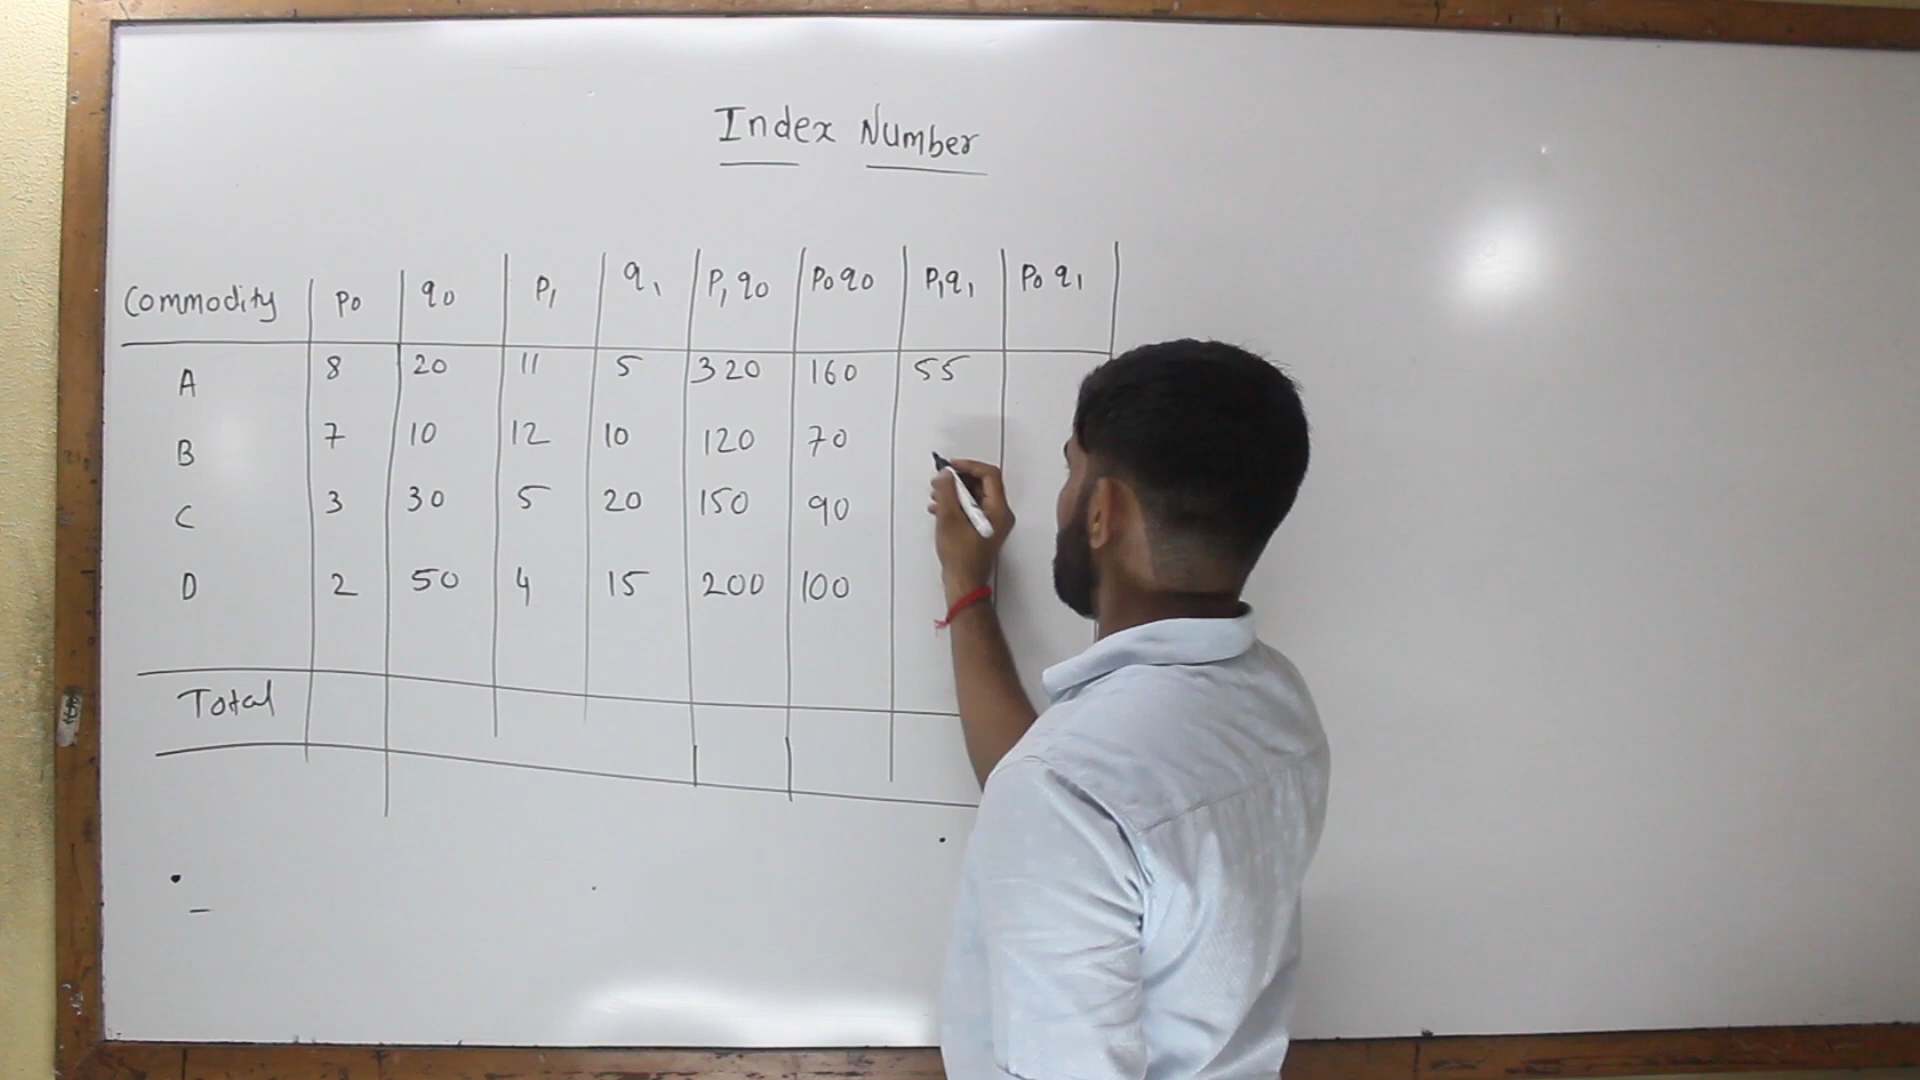 Index Number
Commodity P0 q0 P1 q1 P1q0 P0q0 P1q1 P0q1
A 8 20 11 5 320 160 55
B 7 10 12 10 120 70
C 3 30 5 20 150 90
D 2 50 4 15 200 100
Total